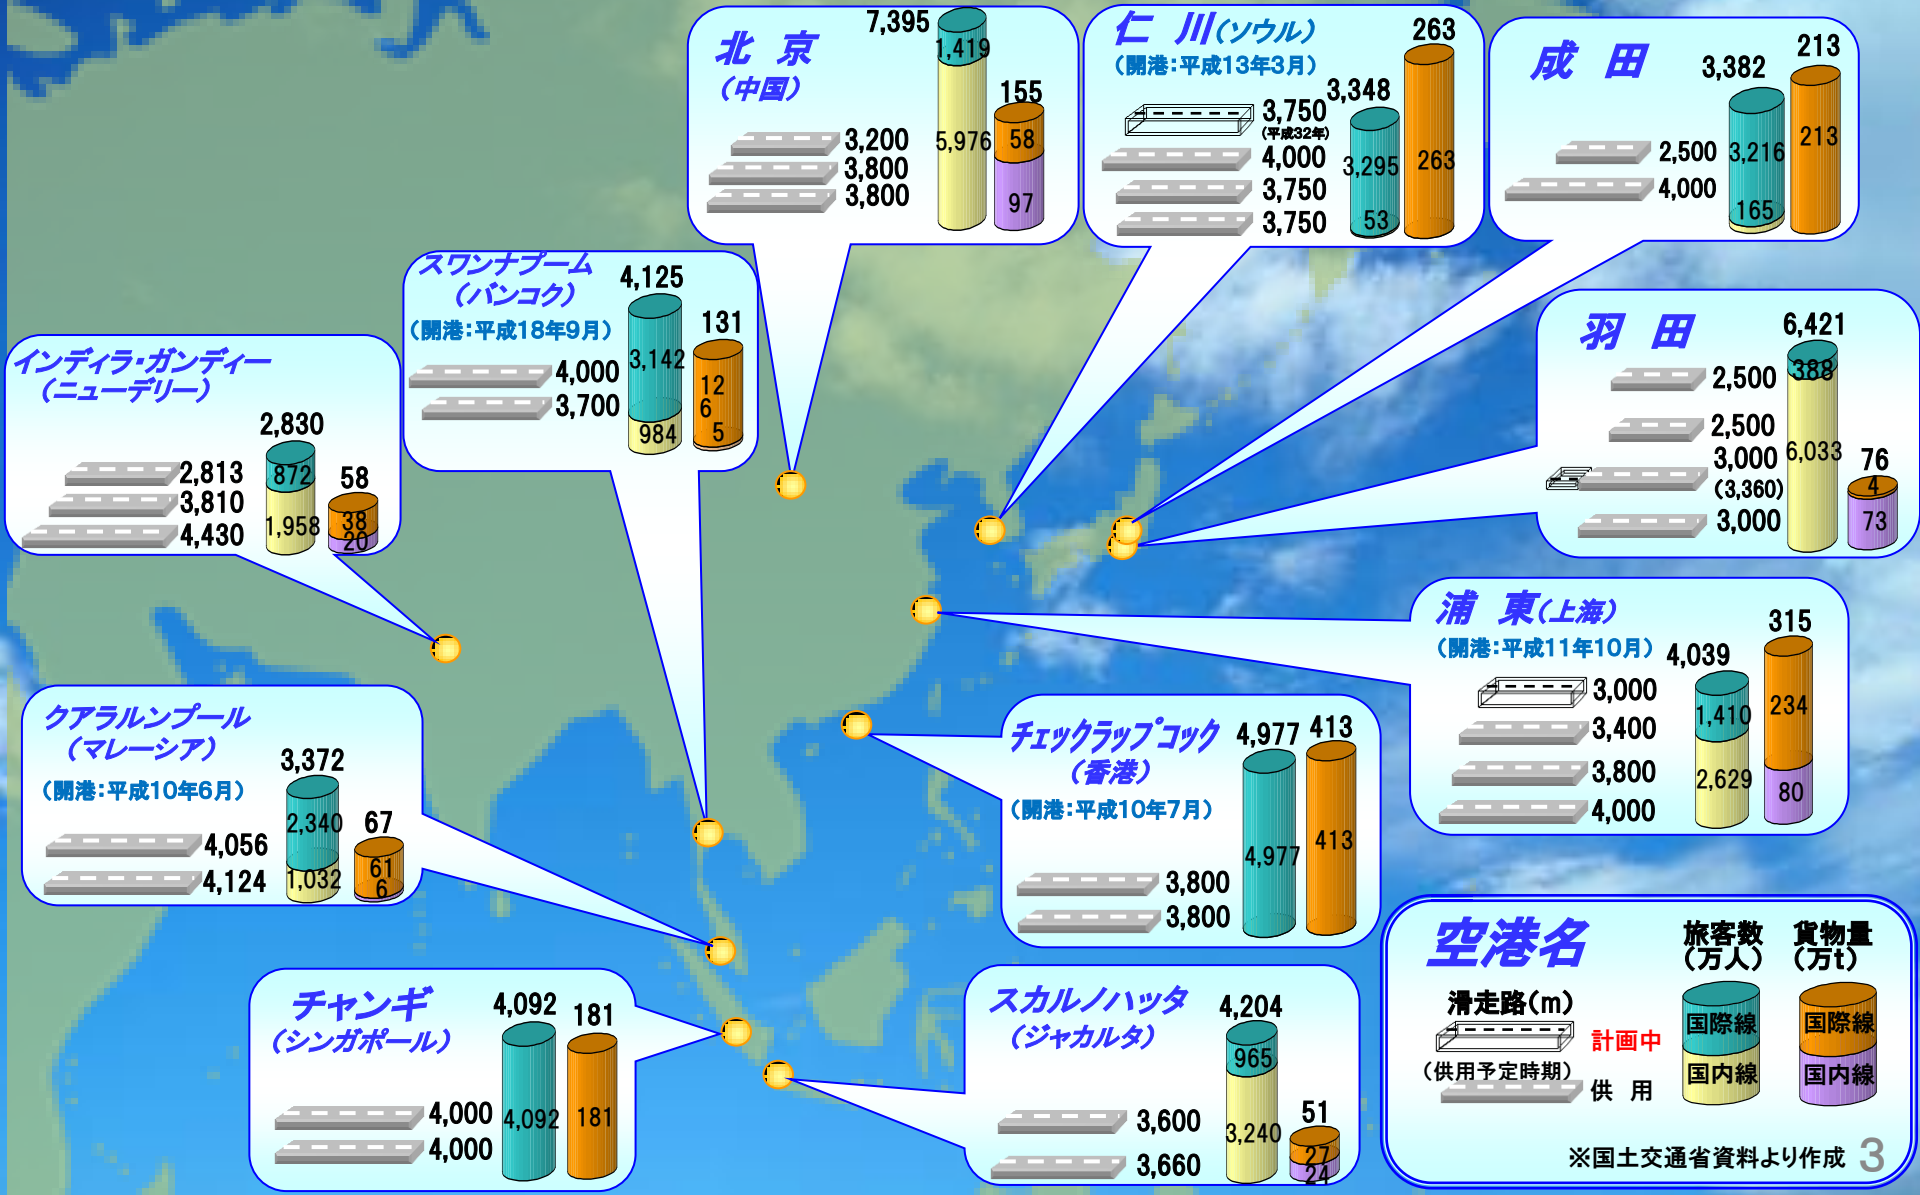 北　京
(中国)
7,395
1,419
5,976
155
58
97
3,200
3,800
3,800
仁　川(ソウル)
(開港：平成13年3月)
3,750
(平成32年)
4,000
3,750
3,750
3,348
3,295
53
263
263
成　田
2,500
4,000
3,382
3,216
165
213
213
スワンナプーム
(バンコク)
(開港：平成18年9月)
4,000
3,700
4,125
3,142
984
131
12
6
5
インディラ・ガンディー
(ニューデリー)
2,813
3,810
4,430
2,830
872
1,958
58
38
20
羽　田
2,500
2,500
3,000
(3,360)
3,000
6,421
388
6,033
76
4
73
浦　東(上海)
(開港：平成11年10月)
3,000
3,400
3,800
4,000
4,039
1,410
2,629
315
234
80
クアラルンプール
(マレーシア)
(開港：平成10年6月)
4,056
4,124
3,372
2,340
1,032
67
61
6
チェックラップコック
(香港)
(開港：平成10年7月)
3,800
3,800
4,977
4,977
413
413
チャンギ
(シンガポール)
4,000
4,000
4,092
4,092
181
181
スカルノハッタ
(ジャカルタ)
3,600
3,660
4,204
965
3,240
51
27
24
空港名
滑走路(m)
計画中
(供用予定時期)
供　用
旅客数
(万人)
国際線
国内線
貨物量
(万t)
国際線
国内線
※国土交通省資料より作成
3